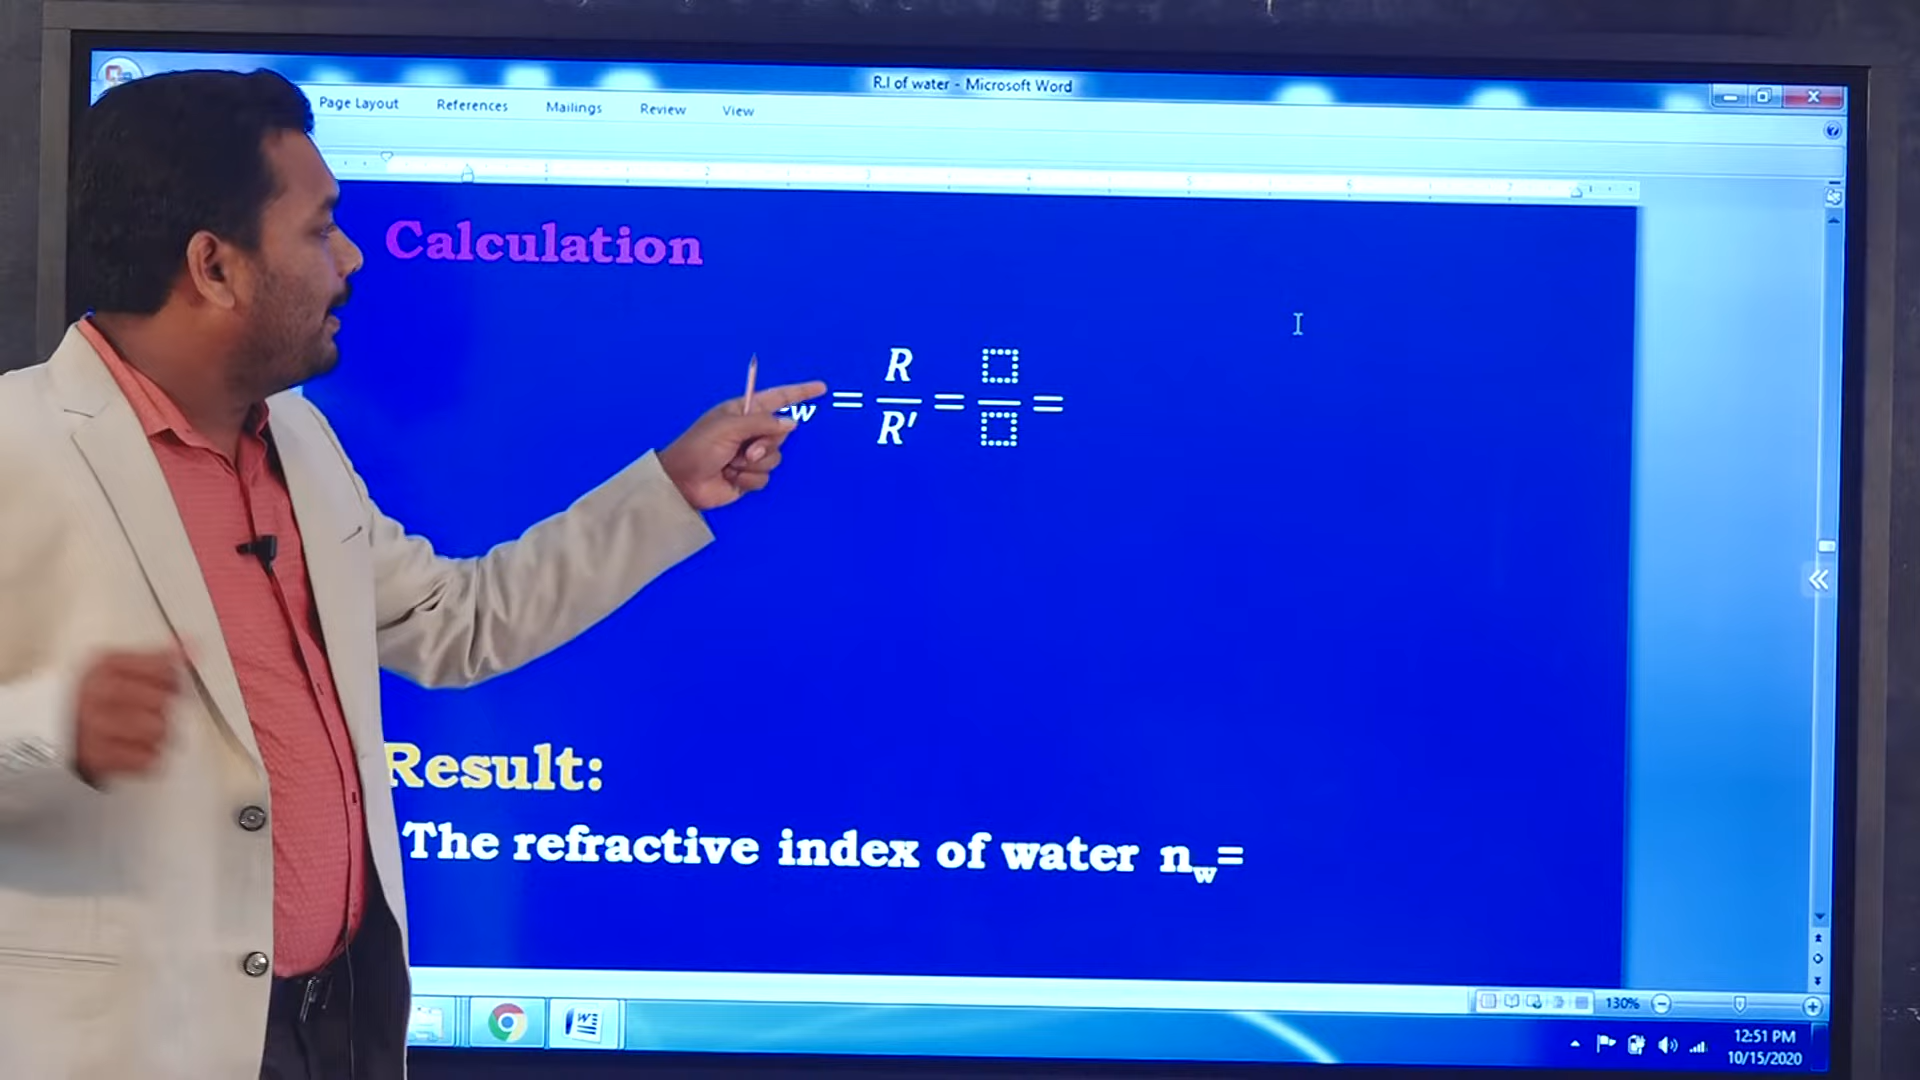 R.I of water - Microsoft Word
Page Layout References Mailings Review View
Calculation
w = R/R′ = □/□ =
Result:
The refractive index of water n_w=
130%
12:51 PM
10/15/2020